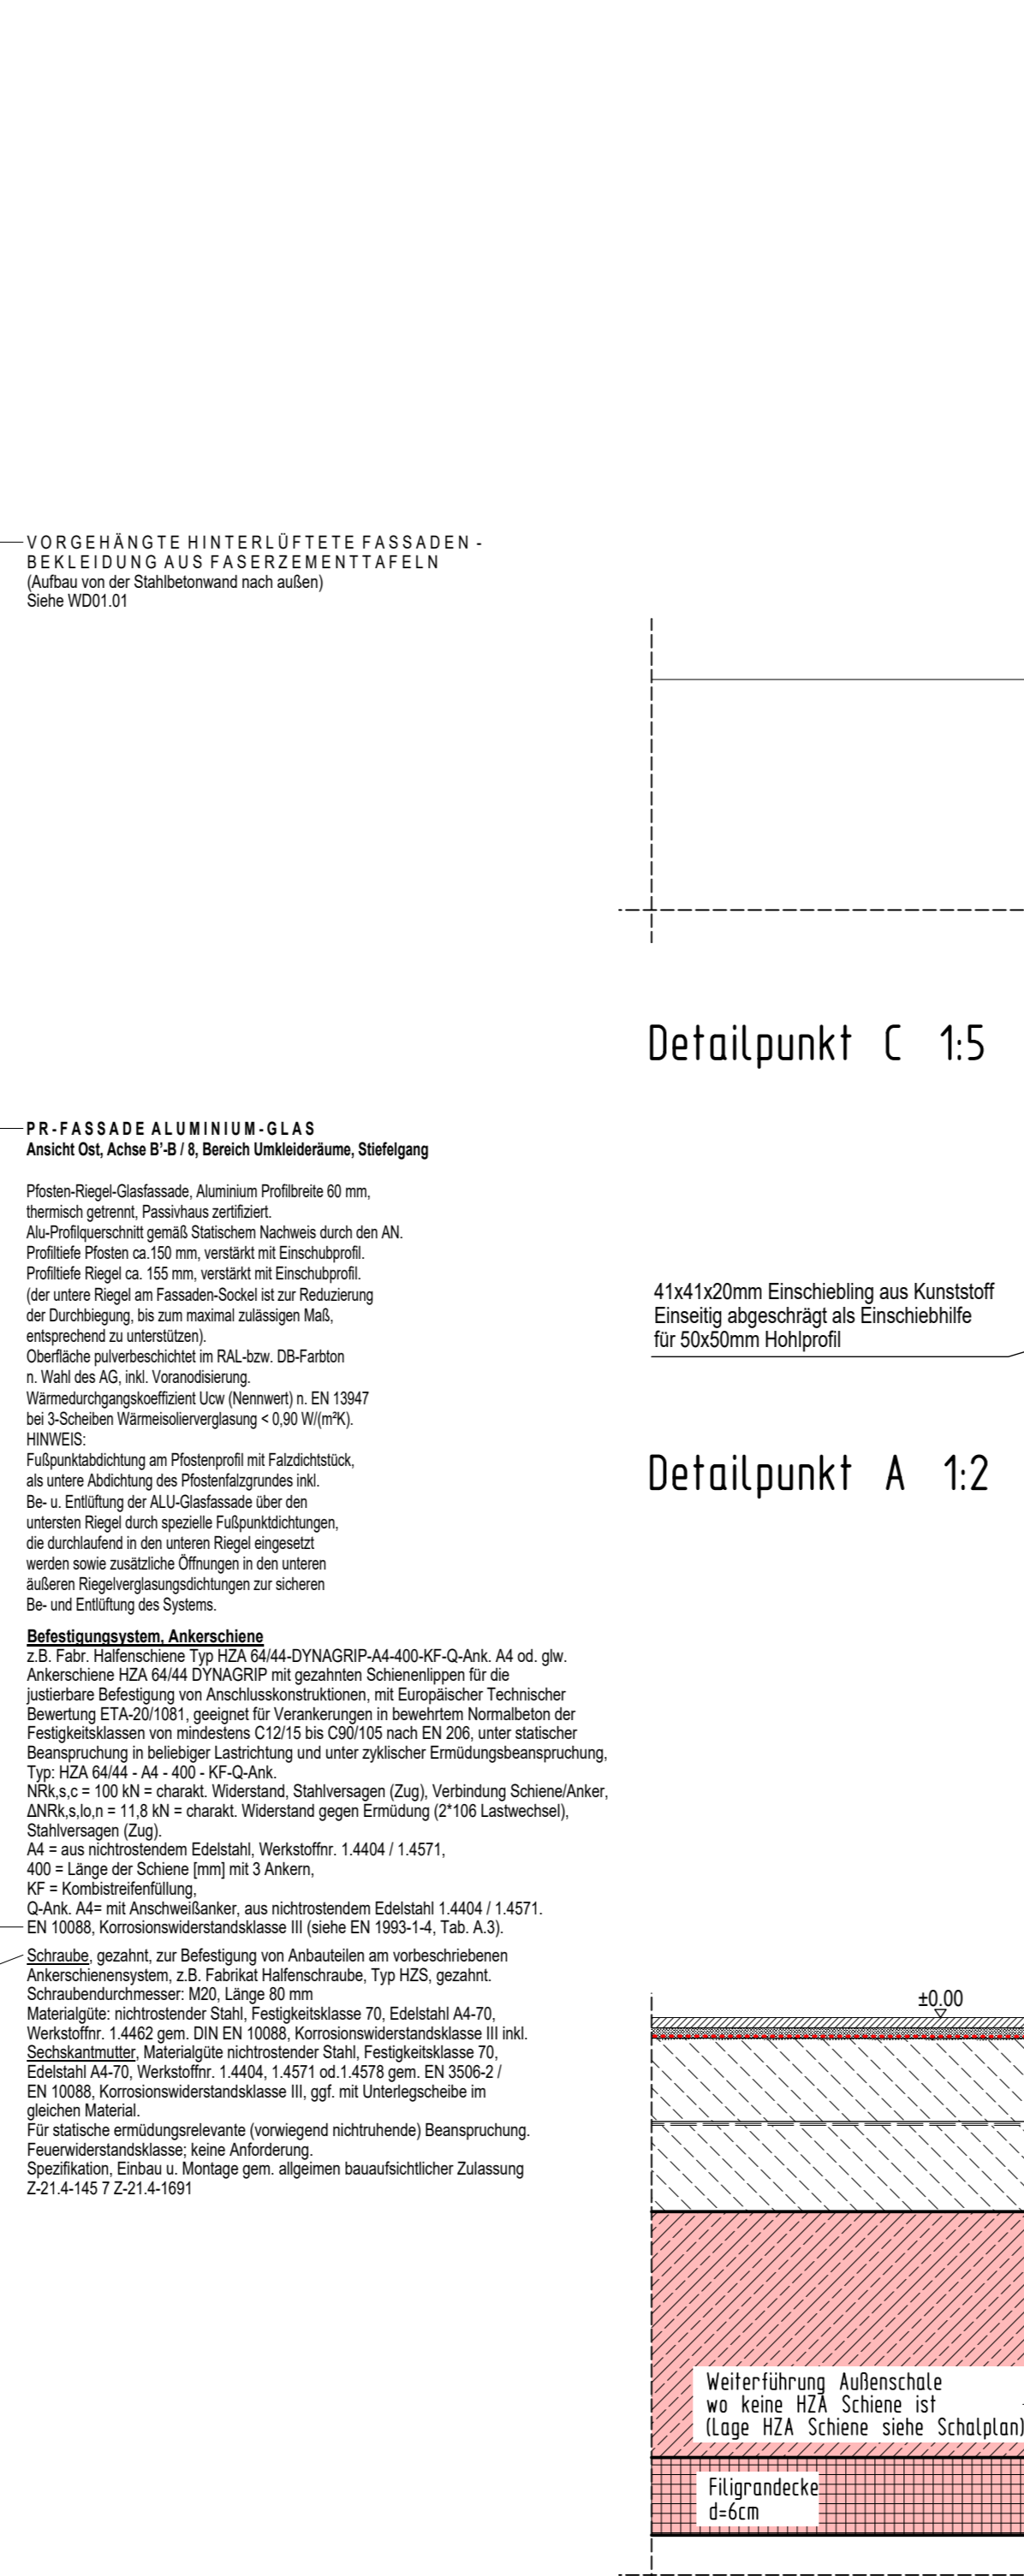 VORGEHÄNGTE HINTERLÜFTETE FASSADEN -
BEKLEIDUNG AUS FASERZEMENTTAFELN
(Aufbau von der Stahlbetonwand nach außen)
Siehe WD01.01
Detailpunkt C 1:5
PR-FASSADE ALUMINIUM-GLAS
Ansicht Ost, Achse B'-B / 8, Bereich Umkleideräume, Stiefelgang
Pfosten-Riegel-Glasfassade, Aluminium Profilbreite 60 mm,
thermisch getrennt, Passivhaus zertifiziert.
Alu-Profilquerschnitt gemäß Statischem Nachweis durch den AN.
Profiltiefe Pfosten ca.150 mm, verstärkt mit Einschubprofil.
Profiltiefe Riegel ca. 155 mm, verstärkt mit Einschubprofil.
(der untere Riegel am Fassaden-Sockel ist zur Reduzierung
der Durchbiegung, bis zum maximal zulässigen Maß,
entsprechend zu unterstützen).
Oberfläche pulverbeschichtet im RAL-bzw. DB-Farbton
n. Wahl des AG, inkl. Voranodisierung.
Wärmedurchgangskoeffizient Ucw (Nennwert) n. EN 13947
bei 3-Scheiben Wärmeisolierverglasung < 0,90 W/(m²K).
HINWEIS:
Fußpunktabdichtung am Pfostenprofil mit Falzdichtstück,
als untere Abdichtung des Pfostenfalzgrundes inkl.
Be- u. Entlüftung der ALU-Glasfassade über den
untersten Riegel durch spezielle Fußpunktdichtungen,
die durchlaufend in den unteren Riegel eingesetzt
werden sowie zusätzliche Öffnungen in den unteren
äußeren Riegelverglasungsdichtungen zur sicheren
Be- und Entlüftung des Systems.
41x41x20mm Einschiebling aus Kunststoff
Einseitig abgeschrägt als Einschiebhilfe
für 50x50mm Hohlprofil
Detailpunkt A 1:2
Befestigungsystem, Ankerschiene
z.B. Fabr. Halfenschiene Typ HZA 64/44-DYNAGRIP-A4-400-KF-Q-Ank. A4 od. glw.
Ankerschiene HZA 64/44 DYNAGRIP mit gezahnten Schienenlippen für die
justierbare Befestigung von Anschlusskonstruktionen, mit Europäischer Technischer
Bewertung ETA-20/1081, geeignet für Verankerungen in bewehrtem Normalbeton der
Festigkeitsklassen von mindestens C12/15 bis C90/105 nach EN 206, unter statischer
Beanspruchung in beliebiger Lastrichtung und unter zyklischer Ermüdungsbeanspruchung,
Typ: HZA 64/44 - A4 - 400 - KF-Q-Ank.
NRk,s,c = 100 kN = charakt. Widerstand, Stahlversagen (Zug), Verbindung Schiene/Anker,
ΔNRk,s,lo,n = 11,8 kN = charakt. Widerstand gegen Ermüdung (2*106 Lastwechsel),
Stahlversagen (Zug).
A4 = aus nichtrostendem Edelstahl, Werkstoffnr. 1.4404 / 1.4571,
400 = Länge der Schiene [mm] mit 3 Ankern,
KF = Kombistreifenfüllung,
Q-Ank. A4= mit Anschweißanker, aus nichtrostendem Edelstahl 1.4404 / 1.4571.
EN 10088, Korrosionswiderstandsklasse III (siehe EN 1993-1-4, Tab. A.3).
Schraube, gezahnt, zur Befestigung von Anbauteilen am vorbeschriebenen
Ankerschienensystem, z.B. Fabrikat Halfenschraube, Typ HZS, gezahnt.
Schraubendurchmesser: M20, Länge 80 mm
Materialgüte: nichtrostender Stahl, Festigkeitsklasse 70, Edelstahl A4-70,
Werkstoffnr. 1.4462 gem. DIN EN 10088, Korrosionswiderstandsklasse III inkl.
Sechskantmutter, Materialgüte nichtrostender Stahl, Festigkeitsklasse 70,
Edelstahl A4-70, Werkstoffnr. 1.4404, 1.4571 od.1.4578 gem. EN 3506-2 /
EN 10088, Korrosionswiderstandsklasse III, ggf. mit Unterlegscheibe im
gleichen Material.
Für statische ermüdungsrelevante (vorwiegend nichtruhende) Beanspruchung.
Feuerwiderstandsklasse; keine Anforderung.
Spezifikation, Einbau u. Montage gem. allgeimen bauaufsichtlicher Zulassung
Z-21.4-145 7 Z-21.4-1691
±0.00
Weiterführung Außenschale
wo keine HZA Schiene ist
(Lage HZA Schiene siehe Schalplan)
Filigrandecke
d=6cm